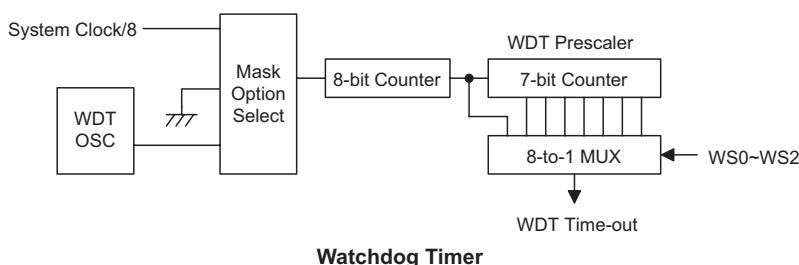 System Clock/8
WDT
OSC
Mask
Option
Select
8-bit Counter
WDT Prescaler
7-bit Counter
8-to-1 MUX
WS0~WS2
WDT Time-out
Watchdog Timer